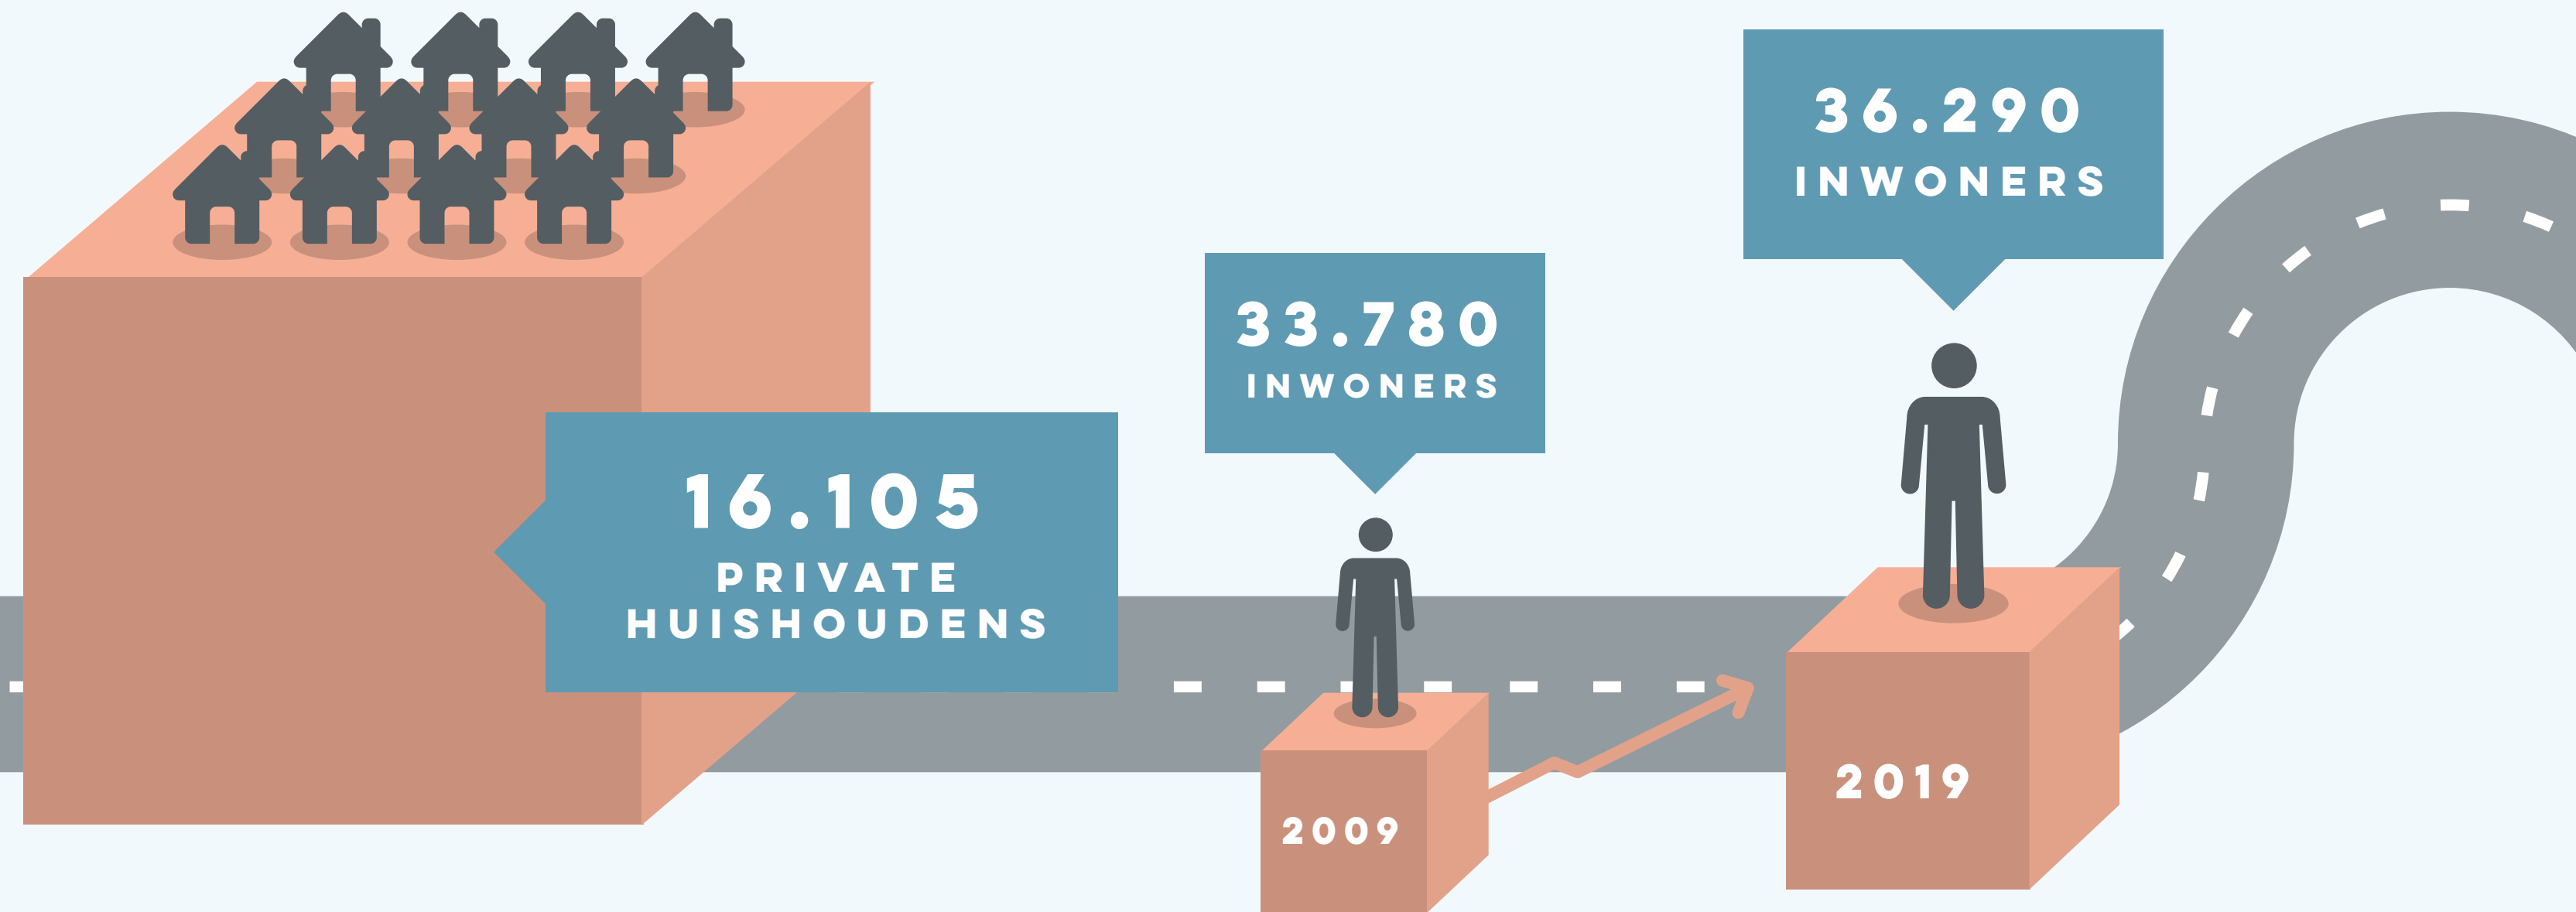 16.105
PRIVATE
HUISHOUDENS
33.780
INWONERS
2009
36.290
INWONERS
2019